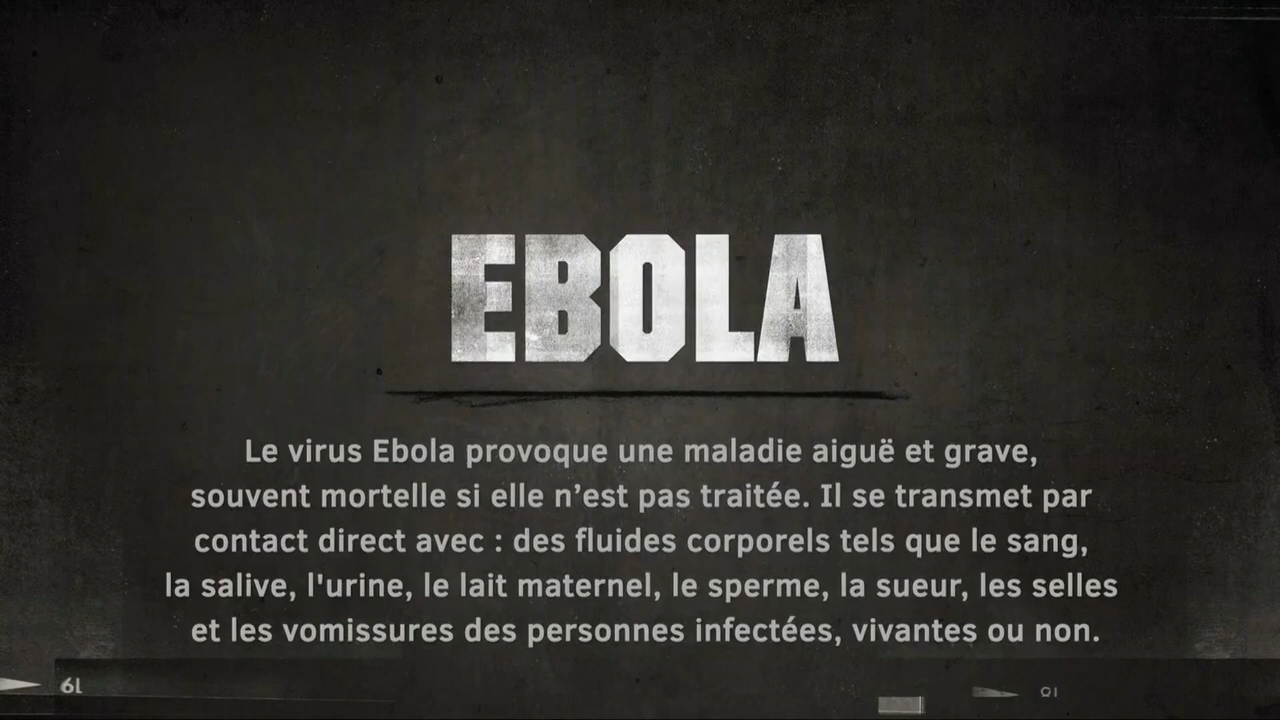 EBOLA
Le virus Ebola provoque une maladie aiguë et grave,
souvent mortelle si elle n’est pas traitée. Il se transmet par
contact direct avec : des fluides corporels tels que le sang,
la salive, l'urine, le lait maternel, le sperme, la sueur, les selles
et les vomissures des personnes infectées, vivantes ou non.